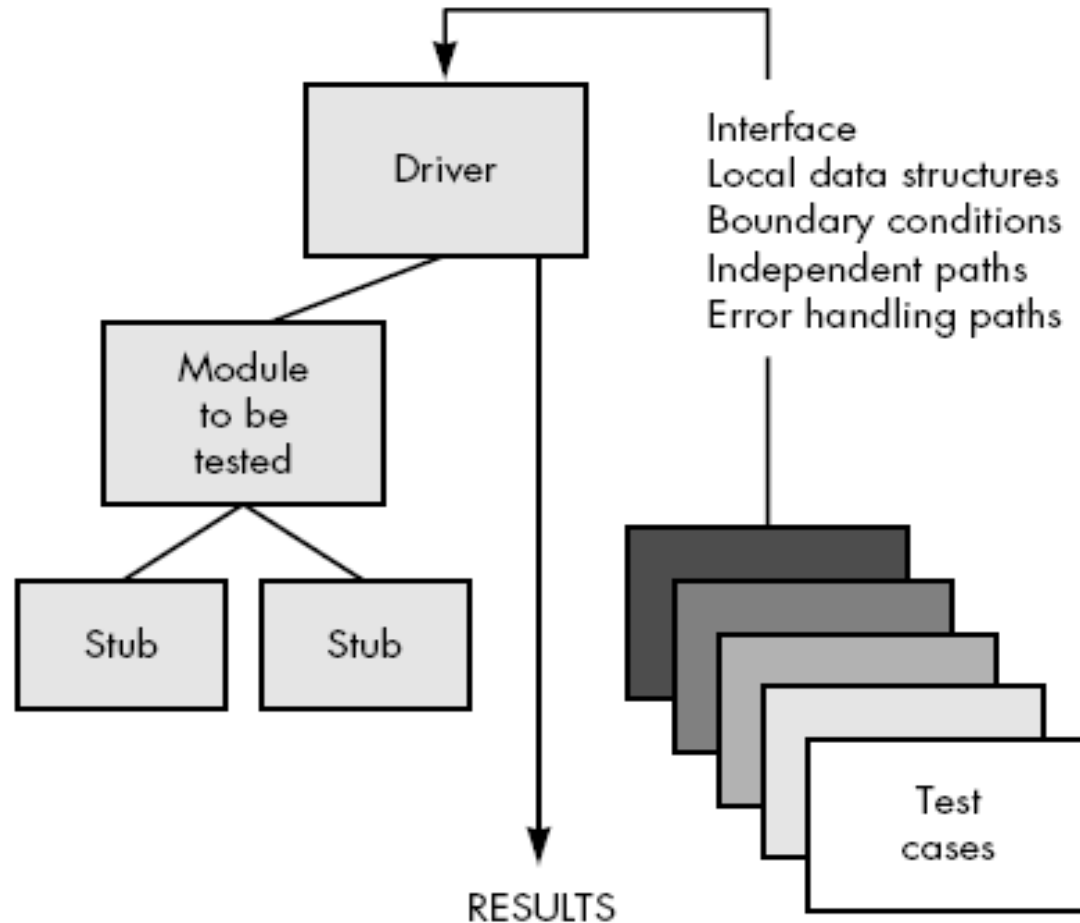 Driver
Interface
Local data structures
Boundary conditions
Independent paths
Error handling paths
Module
to be
tested
Stub
Stub
Test
cases
RESULTS